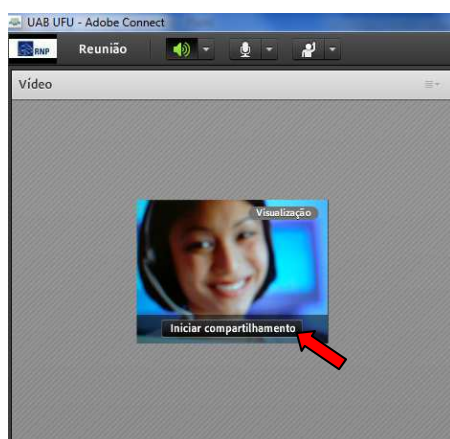 UAB UFU - Adobe Connect
RNP Reunião
Vídeo
Visualização
Iniciar compartilhamento